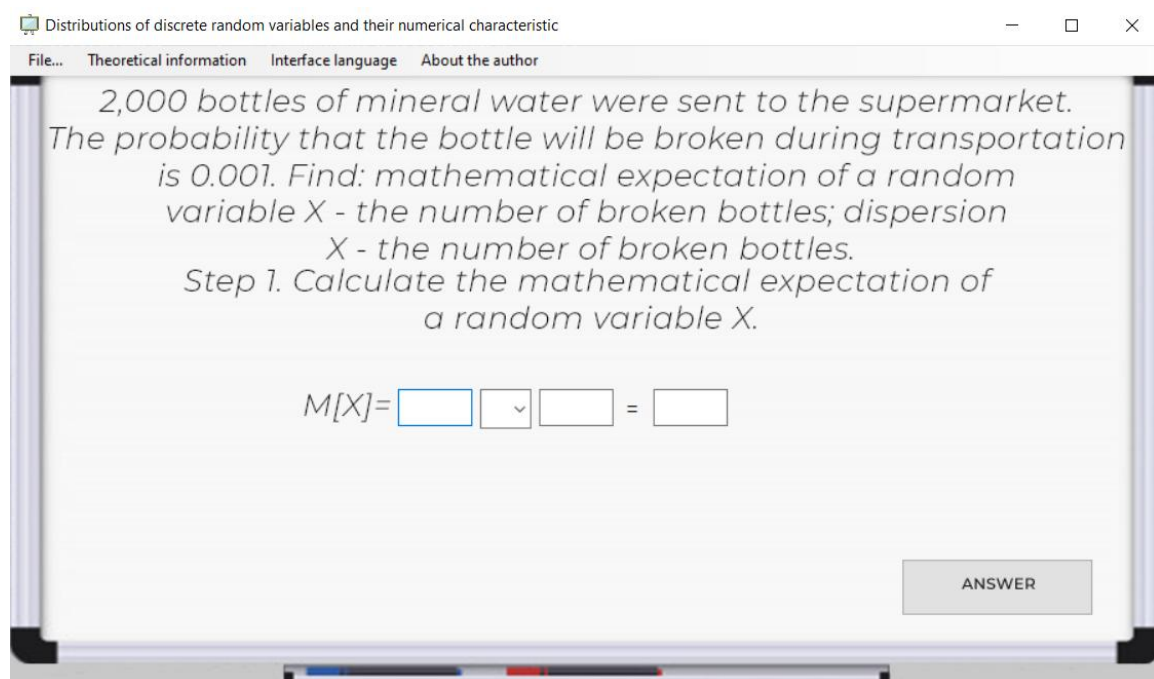 Distributions of discrete random variables and their numerical characteristic
File... Theoretical information Interface language About the author
2,000 bottles of mineral water were sent to the supermarket.
The probability that the bottle will be broken during transportation
is 0.001. Find: mathematical expectation of a random
variable X - the number of broken bottles; dispersion
X - the number of broken bottles.
Step 1. Calculate the mathematical expectation of
a random variable X.
M[X]= =
ANSWER